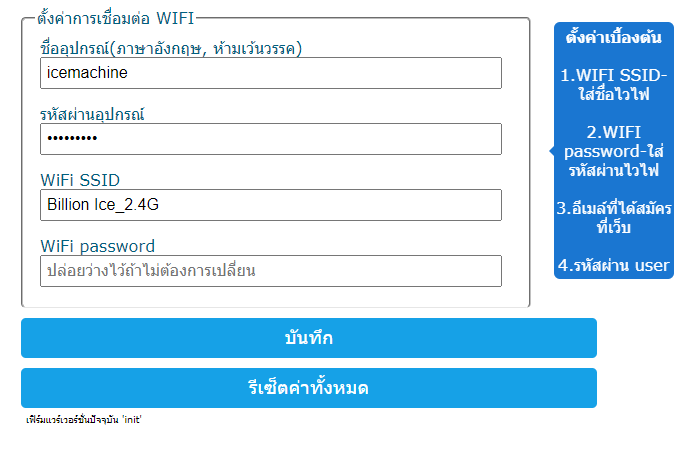 ตั้งค่าการเชื่อมต่อ WIFI
ชื่ออุปกรณ์(ภาษาอังกฤษ, ห้ามเว้นวรรค)
icemachine
รหัสผ่านอุปกรณ์
•••••••••
WiFi SSID
Billion Ice_2.4G
WiFi password
ปล่อยว่างไว้ถ้าไม่ต้องการเปลี่ยน
ตั้งค่าเบื้องต้น
1.WIFI SSID-
ใส่ชื่อไวไฟ
2.WIFI
password-ใส่
รหัสผ่านไวไฟ
3.อีเมล์ที่ได้สมัคร
ที่เว็บ
4.รหัสผ่าน user
บันทึก
รีเซ็ตค่าทั้งหมด
เฟิร์มแวร์เวอร์ชั่นปัจจุบัน 'init'